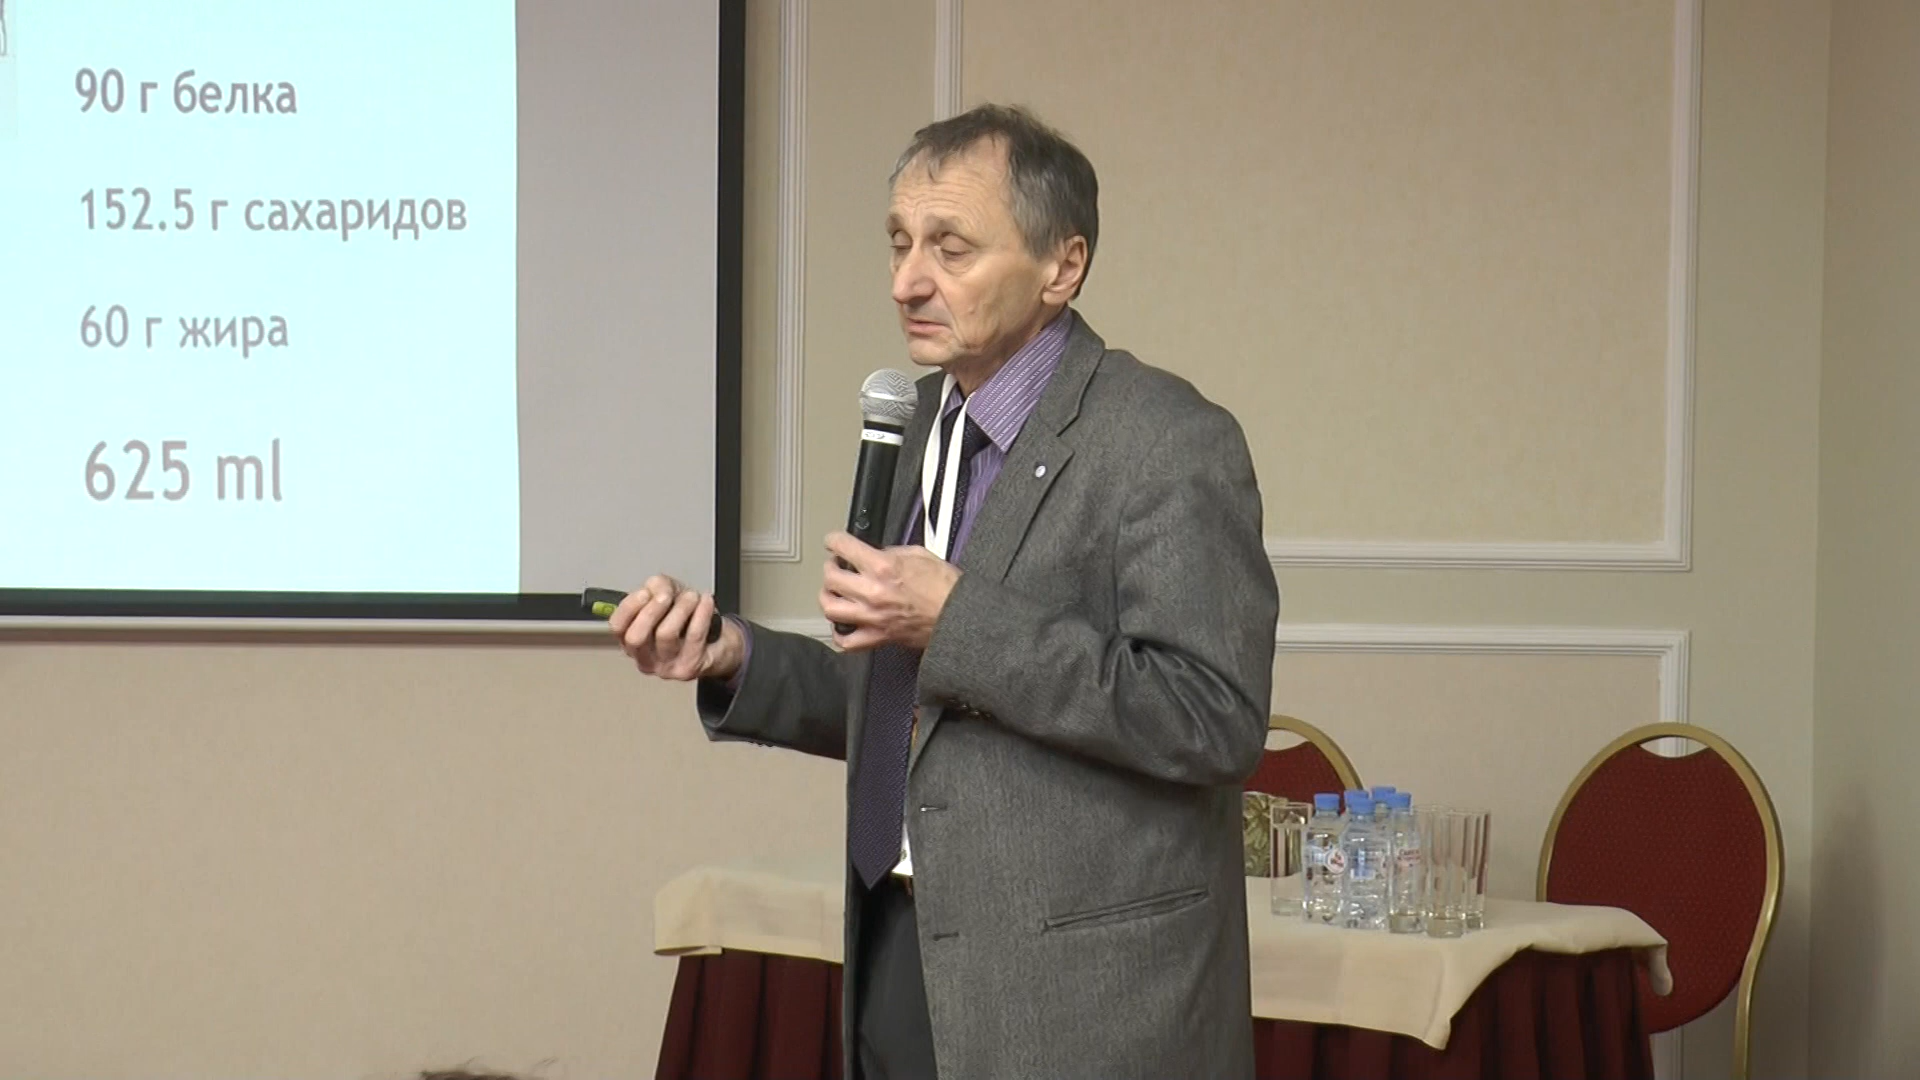 90 г белка
152.5 г сахаридов
60 г жира
625 ml